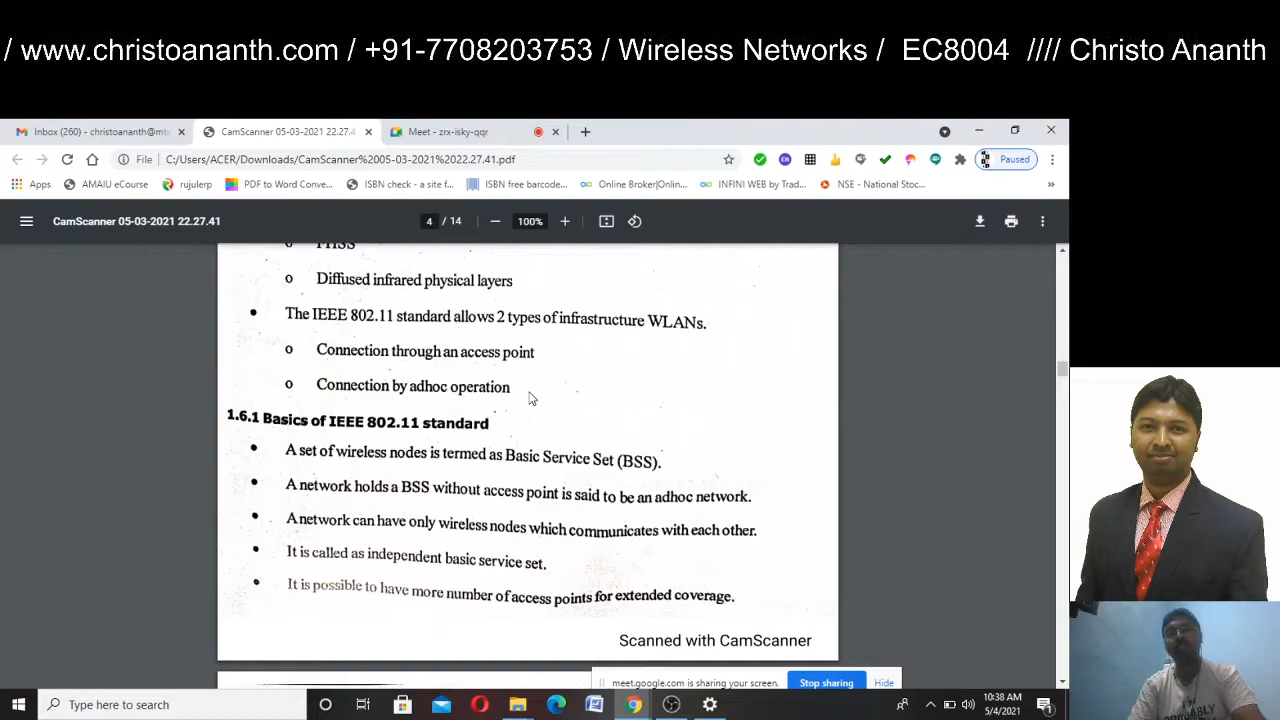 / www.christoananth.com / +91-7708203753 / Wireless Networks / EC8004 //// Christo Ananth
Inbox (260) - christoananth@mt
CamScanner 05-03-2021 22.27.4
Meet - zrx-isky-qqr
File
C:/Users/ACER/Downloads/CamScanner%2005-03-2021%2022.27.41.pdf
Paused
Apps
AMAIU eCourse
rujulerp
PDF to Word Conve...
ISBN check - a site f...
ISBN free barcode...
Online Broker|Onlin...
INFINI WEB by Trad...
NSE - National Stoc...
CamScanner 05-03-2021 22.27.41
4 / 14
100%
FHSS
o Diffused infrared physical layers
• The IEEE 802.11 standard allows 2 types of infrastructure WLANs.
o Connection through an access point
o Connection by adhoc operation
1.6.1 Basics of IEEE 802.11 standard
• A set of wireless nodes is termed as Basic Service Set (BSS).
• A network holds a BSS without access point is said to be an adhoc network.
• A network can have only wireless nodes which communicates with each other.
• It is called as independent basic service set.
• It is possible to have more number of access points for extended coverage.
Scanned with CamScanner
meet.google.com is sharing your screen.
Stop sharing
Hide
Type here to search
10:38 AM
5/4/2021